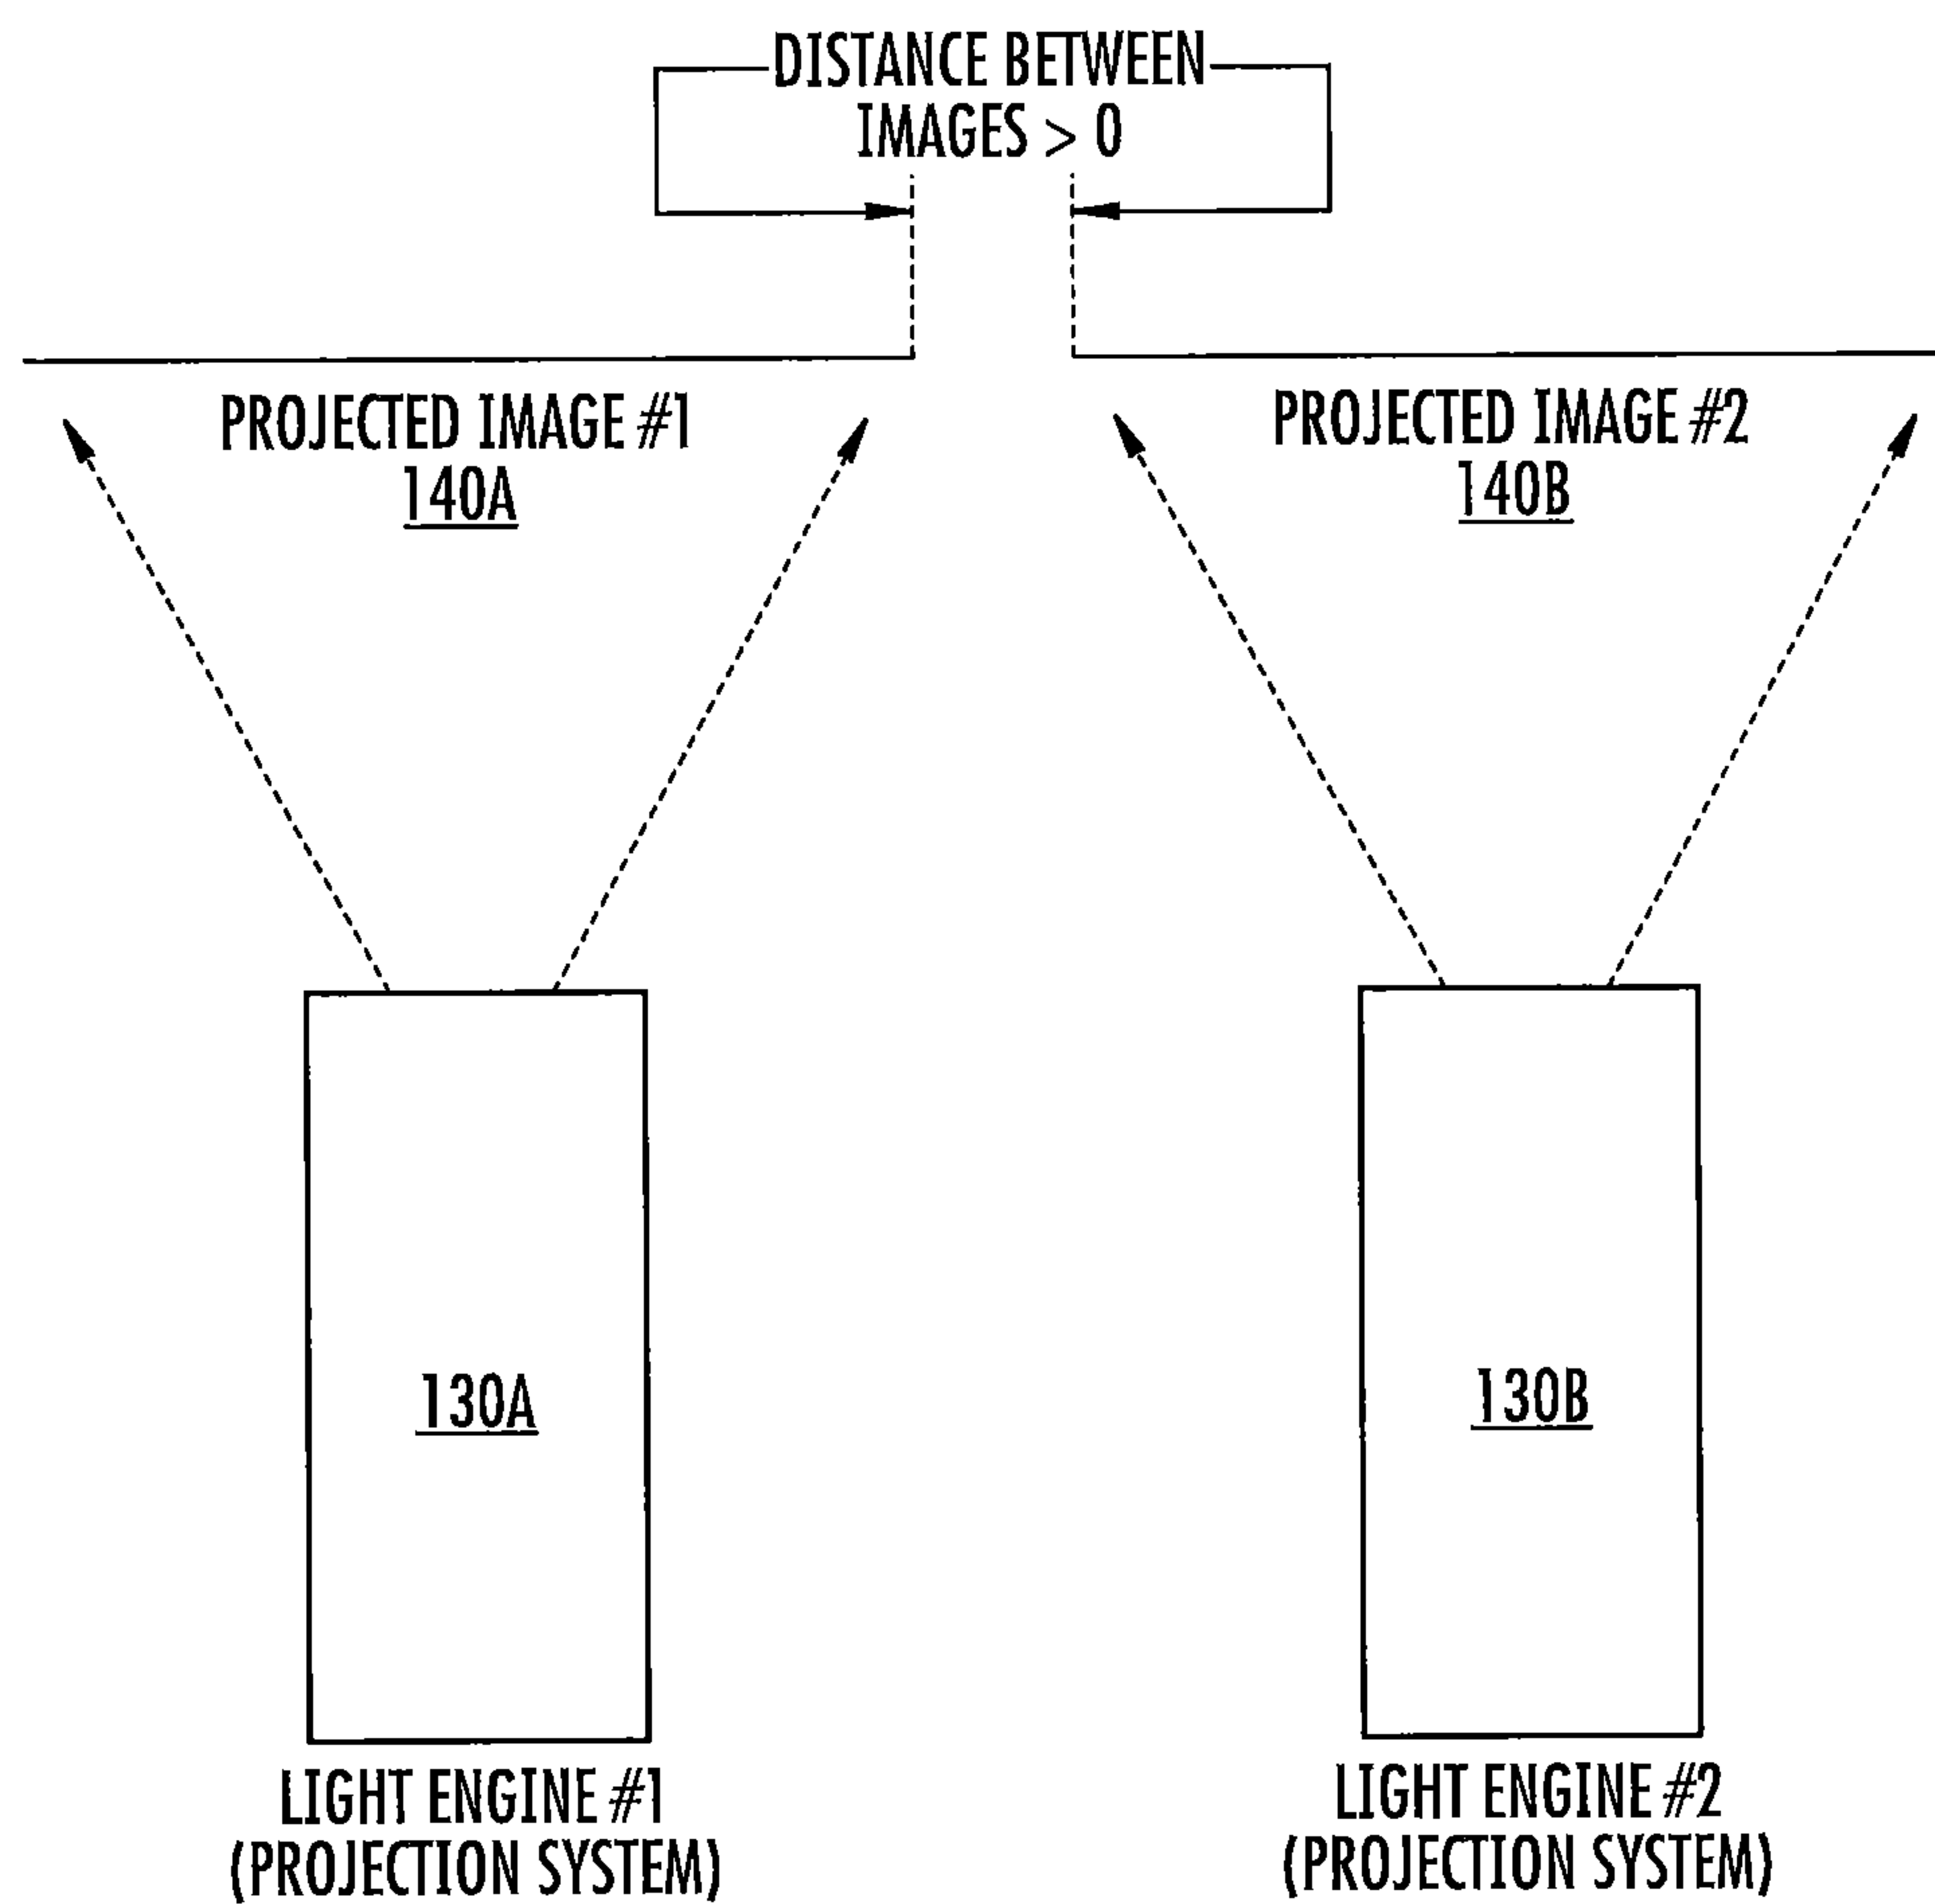 DISTANCE BETWEEN
IMAGES > 0
PROJECTED IMAGE #1
140A
PROJECTED IMAGE #2
140B
130A
130B
LIGHT ENGINE #1
(PROJECTION SYSTEM)
LIGHT ENGINE #2
(PROJECTION SYSTEM)